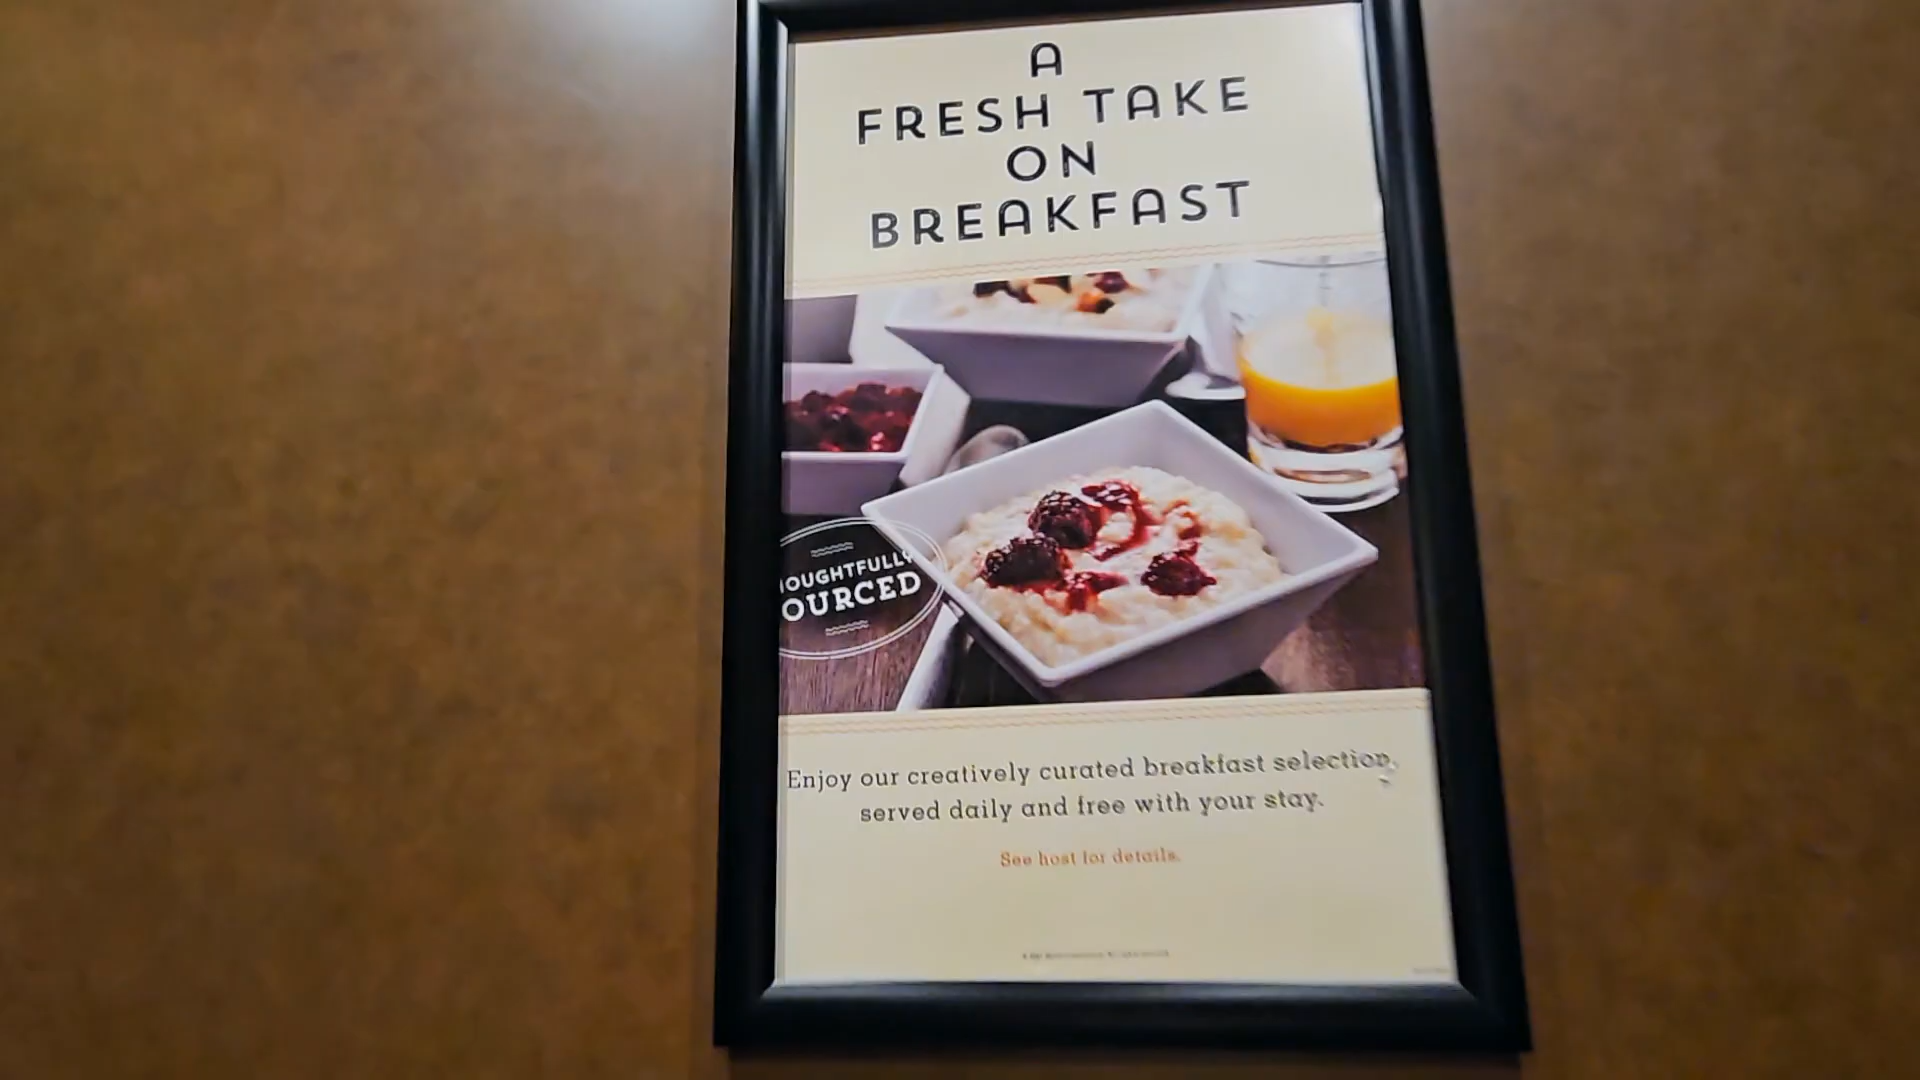 A
FRESH TAKE
ON
BREAKFAST
HOUGHTFULLY
OURCED
Enjoy our creatively curated breakfast selection,
served daily and free with your stay.
See host for details.